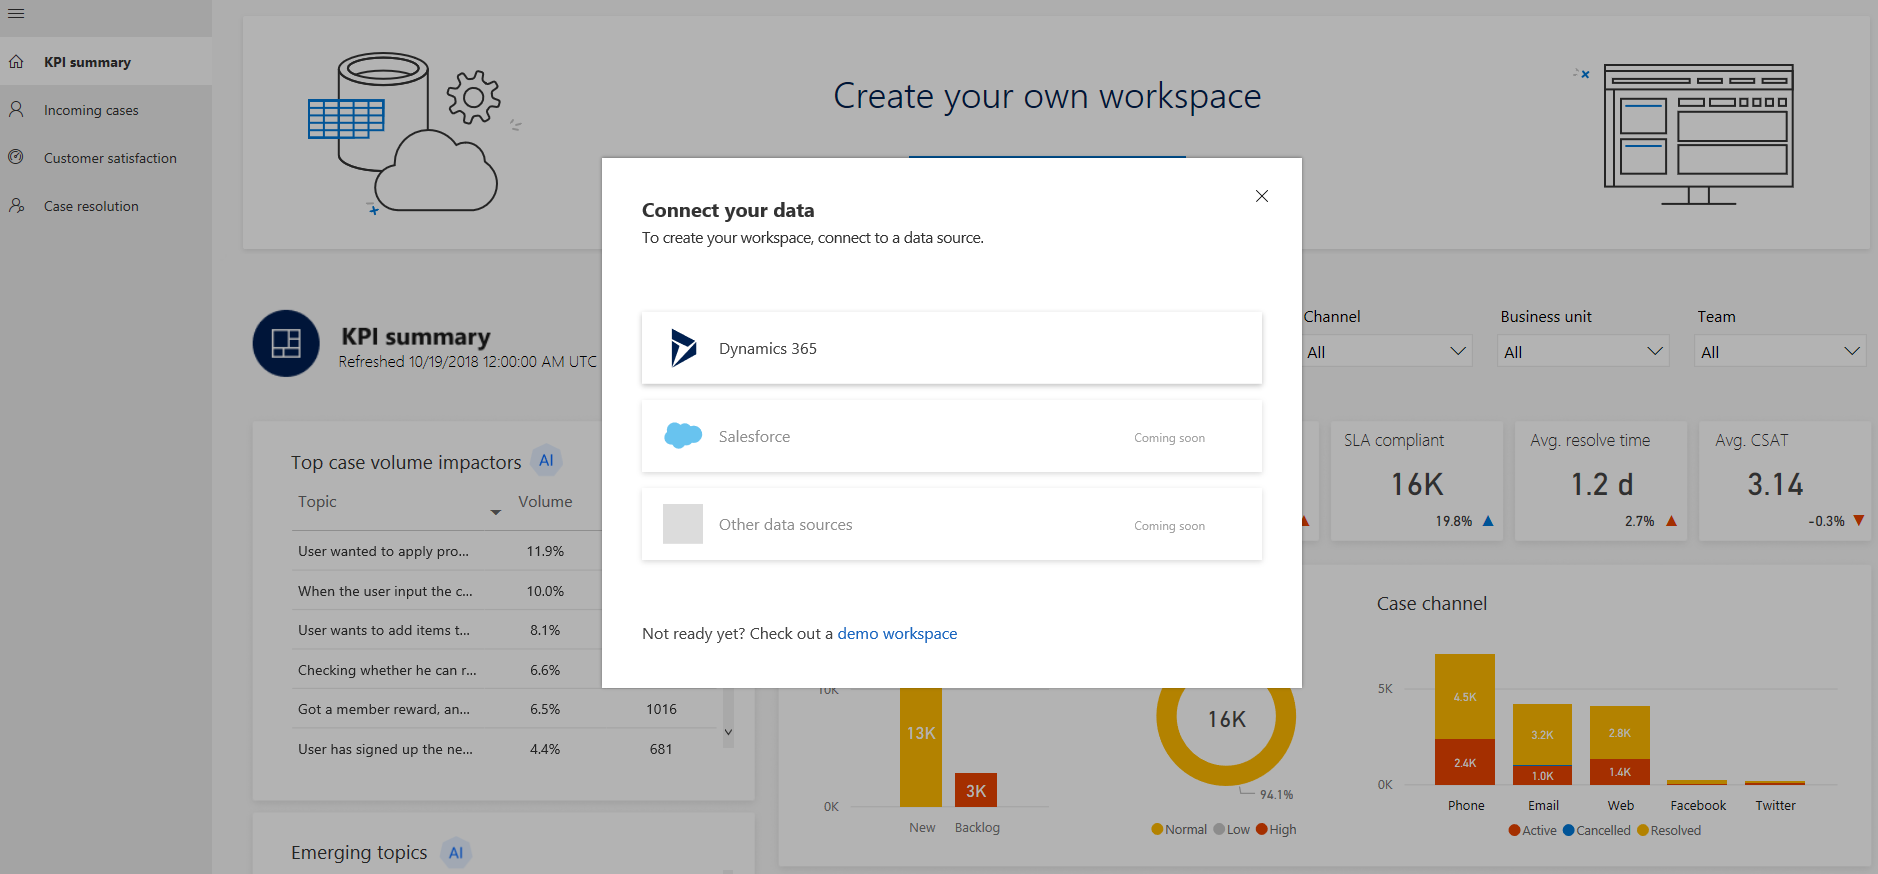 KPI summary
Incoming cases
Customer satisfaction
Case resolution
Create your own workspace
Connect your data
To create your workspace, connect to a data source.
Dynamics 365
Salesforce
Coming soon
Other data sources
Coming soon
Not ready yet? Check out a demo workspace
KPI summary
Refreshed 10/19/2018 12:00:00 AM UTC
Channel
All
Business unit
All
Team
All
Top case volume impactors AI
Topic Volume
User wanted to apply pro... 11.9%
When the user input the c... 10.0%
User wants to add items t... 8.1%
Checking whether he can r... 6.6%
Got a member reward, an... 6.5% 1016
User has signed up the ne... 4.4% 681
Emerging topics AI
SLA compliant
16K
19.8%
Avg. resolve time
1.2 d
2.7%
Avg. CSAT
3.14
-0.3%
10K
13K
3K
0K
New Backlog
16K
94.1%
Normal Low High
Case channel
5K
0K
4.5K
2.4K
3.2K
1.0K
2.8K
1.4K
Phone Email Web Facebook Twitter
Active Cancelled Resolved